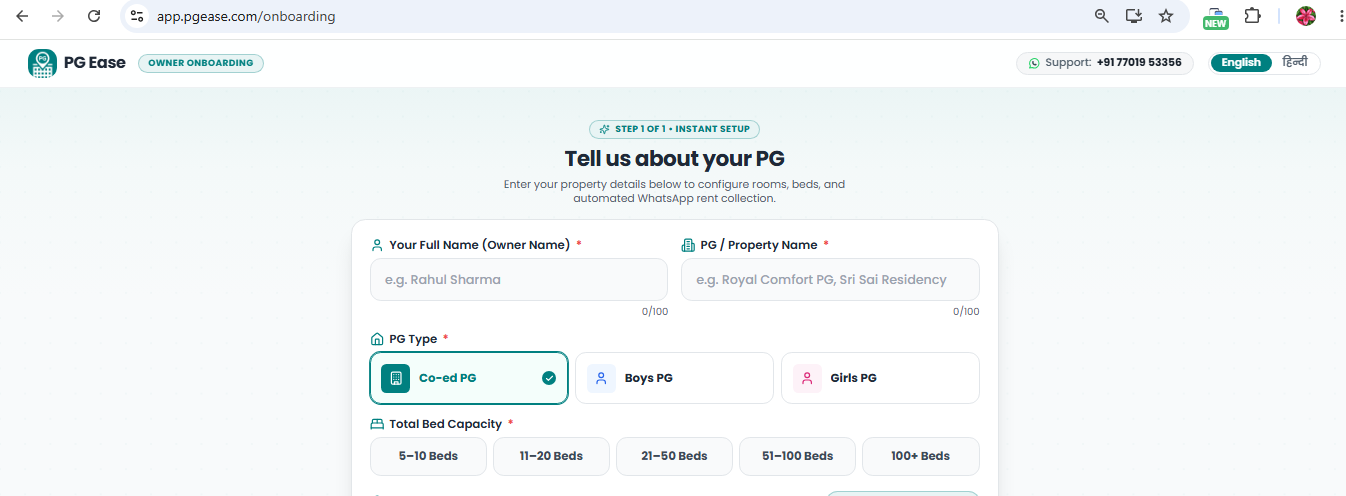 app.pgease.com/onboarding
NEW
PG Ease
OWNER ONBOARDING
Support: +91 77019 53356
English
हिन्दी
STEP 1 OF 1 • INSTANT SETUP
Tell us about your PG
Enter your property details below to configure rooms, beds, and
automated WhatsApp rent collection.
Your Full Name (Owner Name) *
PG / Property Name *
e.g. Rahul Sharma
e.g. Royal Comfort PG, Sri Sai Residency
0/100
0/100
PG Type *
Co-ed PG
Boys PG
Girls PG
Total Bed Capacity *
5–10 Beds
11–20 Beds
21–50 Beds
51–100 Beds
100+ Beds